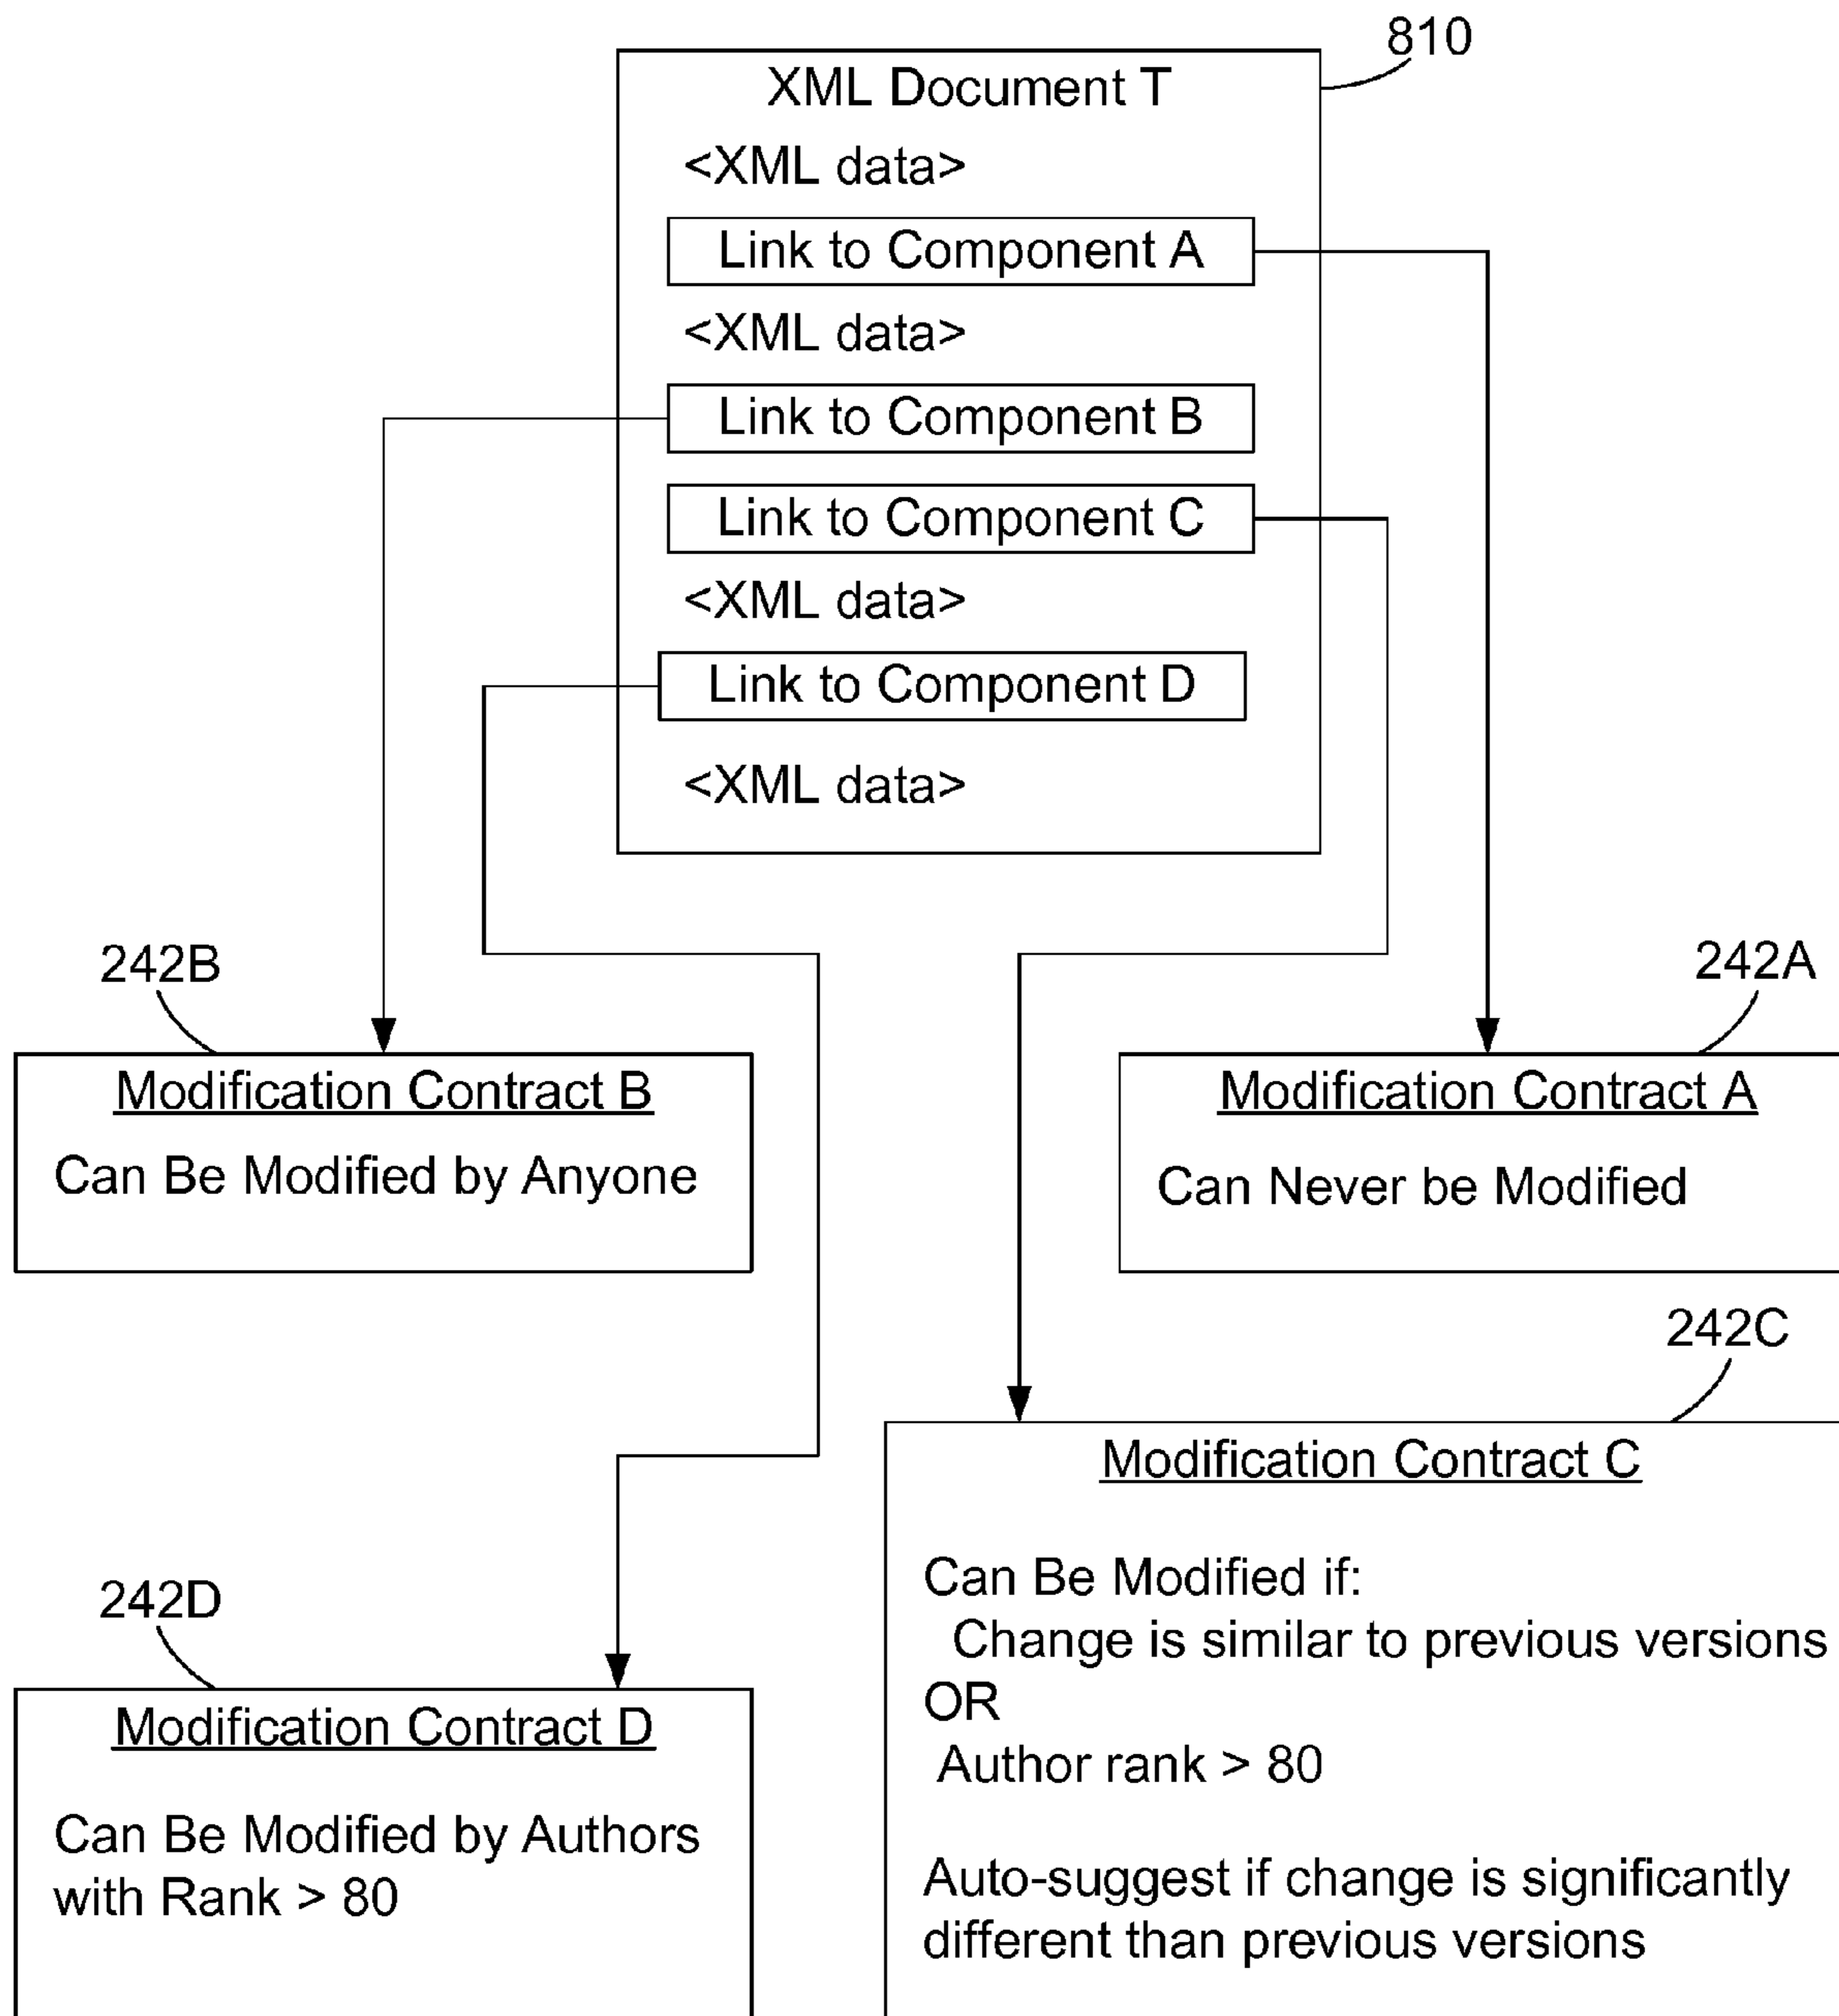 810
XML Document T
<XML data>
Link to Component A
<XML data>
Link to Component B
Link to Component C
<XML data>
Link to Component D
<XML data>
242B
Modification Contract B
Can Be Modified by Anyone
242A
Modification Contract A
Can Never be Modified
242C
Modification Contract C
Can Be Modified if:
Change is similar to previous versions
OR
Author rank > 80
Auto-suggest if change is significantly
different than previous versions
242D
Modification Contract D
Can Be Modified by Authors
with Rank > 80